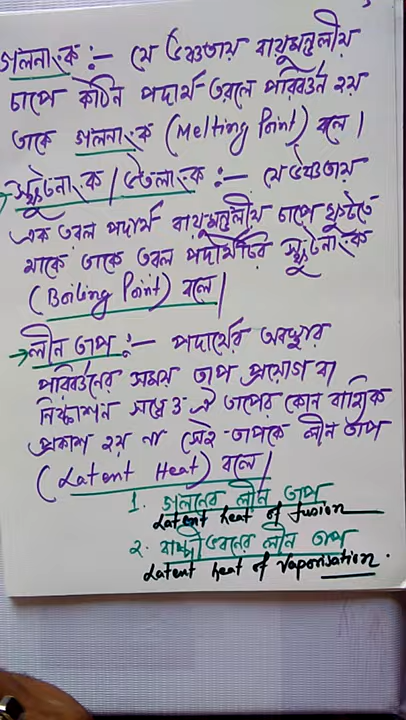 গলনাংক :- যে উষ্ণতায় বায়ুমন্ডলীয়
চাপে কঠিন পদার্থ তরলে পরিবর্তন হয়
তাকে গলনাংক (Melting Point) বলে।
স্ফুটনাংক / উতলাংক :- যে উষ্ণতায়
এক তরল পদার্থ বায়ুমন্ডলীয় চাপে ফুটতে
থাকে তাকে তরল পদার্থটির স্ফুটনাংক
(Boiling Point) বলে।
→ লীন তাপ :- পদার্থের অবস্থার
পরিবর্তনের সময় তাপ প্রয়োগ বা
নিষ্কাশন সত্ত্বেও ঐ তাপের কোন বাহ্যিক
প্রকাশ হয় না সেই তাপকে লীন তাপ
(Latent Heat) বলে।
1. গলনের লীন তাপ
Latent heat of fusion
২. বাষ্পীভবনের লীন তাপ
Latent heat of vaporisation.